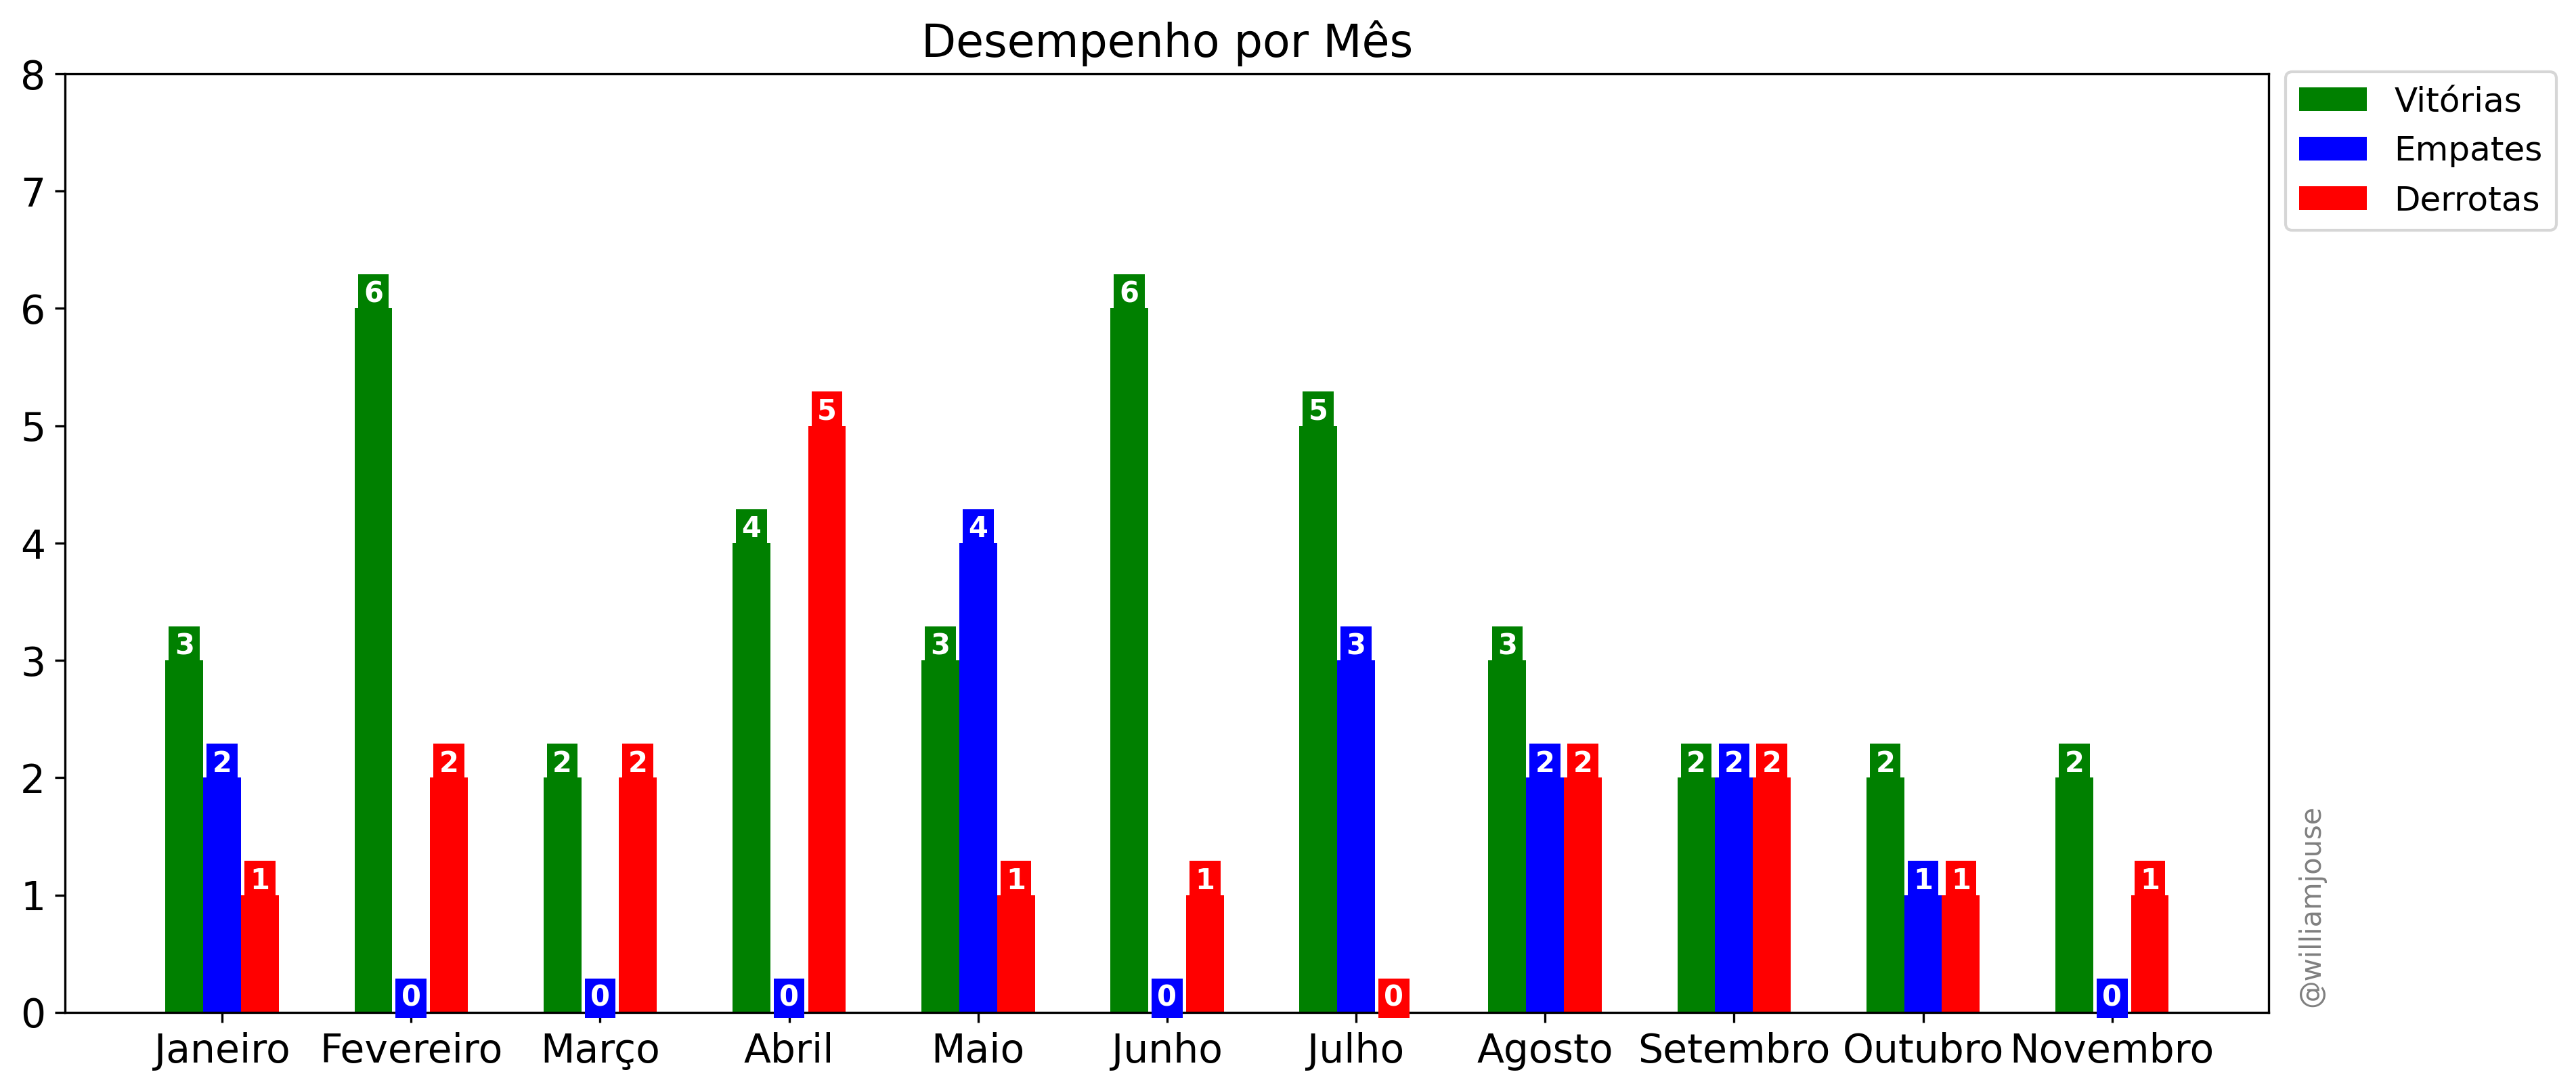 Desempenho por Mês
8
7
6
5
4
3
2
1
0
Vitórias
Empates
Derrotas
3 2 1
6 0 2
2 0 2
4 0 5
3 4 1
6 0 1
5 3 0
3 2 2
2 2 2
2 1 1
2 0 1
Janeiro Fevereiro Março Abril Maio Junho Julho Agosto Setembro Outubro Novembro
@williamjouse